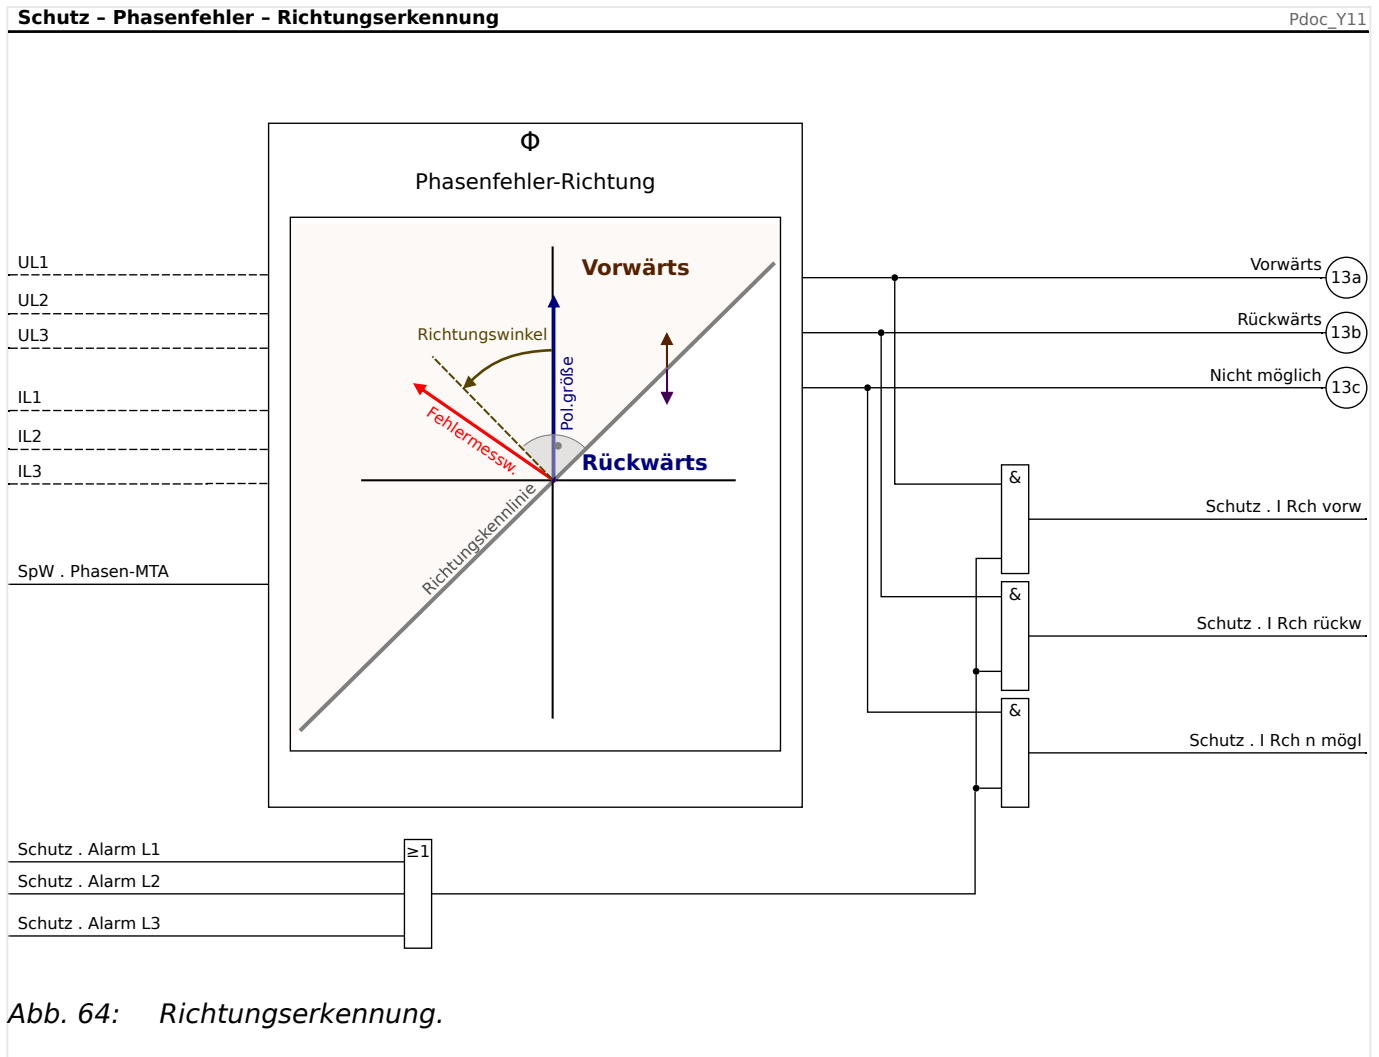 Schutz – Phasenfehler – Richtungserkennung
Pdoc_Y11
Φ
Phasenfehler-Richtung
UL1
UL2
UL3
IL1
IL2
IL3
SpW . Phasen-MTA
Vorwärts
Richtungswinkel
Pol.größe
Fehlermessw.
Rückwärts
Richtungskennlinie
Vorwärts
13a
Rückwärts
13b
Nicht möglich
13c
&
Schutz . I Rch vorw
&
Schutz . I Rch rückw
&
Schutz . I Rch n mögl
Schutz . Alarm L1
Schutz . Alarm L2
Schutz . Alarm L3
≥1
Abb. 64: Richtungserkennung.